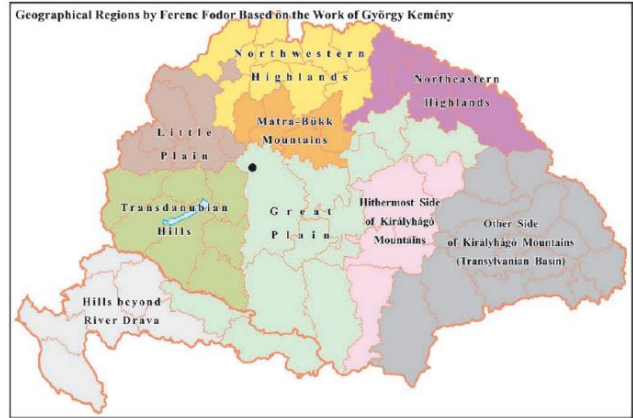 Geographical Regions by Ferenc Fodor Based on the Work of György Kemény
Northwestern
Highlands
Northeastern
Highlands
Matra-Bükk
Mountains
Little
Plain
Transdanubian
Hills
Great
Plain
Hithermost Side
of Királyhágó
Mountains
Other Side
of Királyhágó Mountains
(Transylvanian Basin)
Hills beyond
River Drava